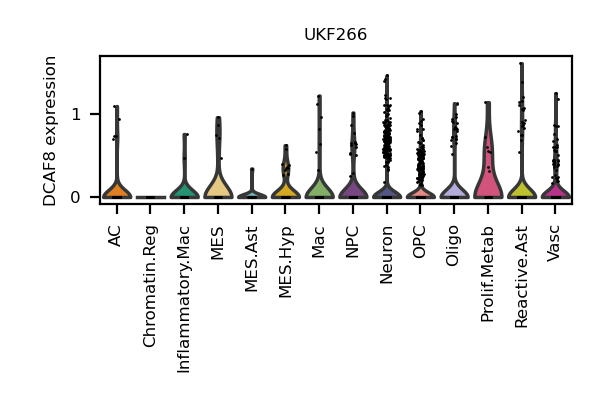 UKF266
DCAF8 expression
1
0
AC
Chromatin.Reg
Inflammatory.Mac
MES
MES.Ast
MES.Hyp
Mac
NPC
Neuron
OPC
Oligo
Prolif.Metab
Reactive.Ast
Vasc